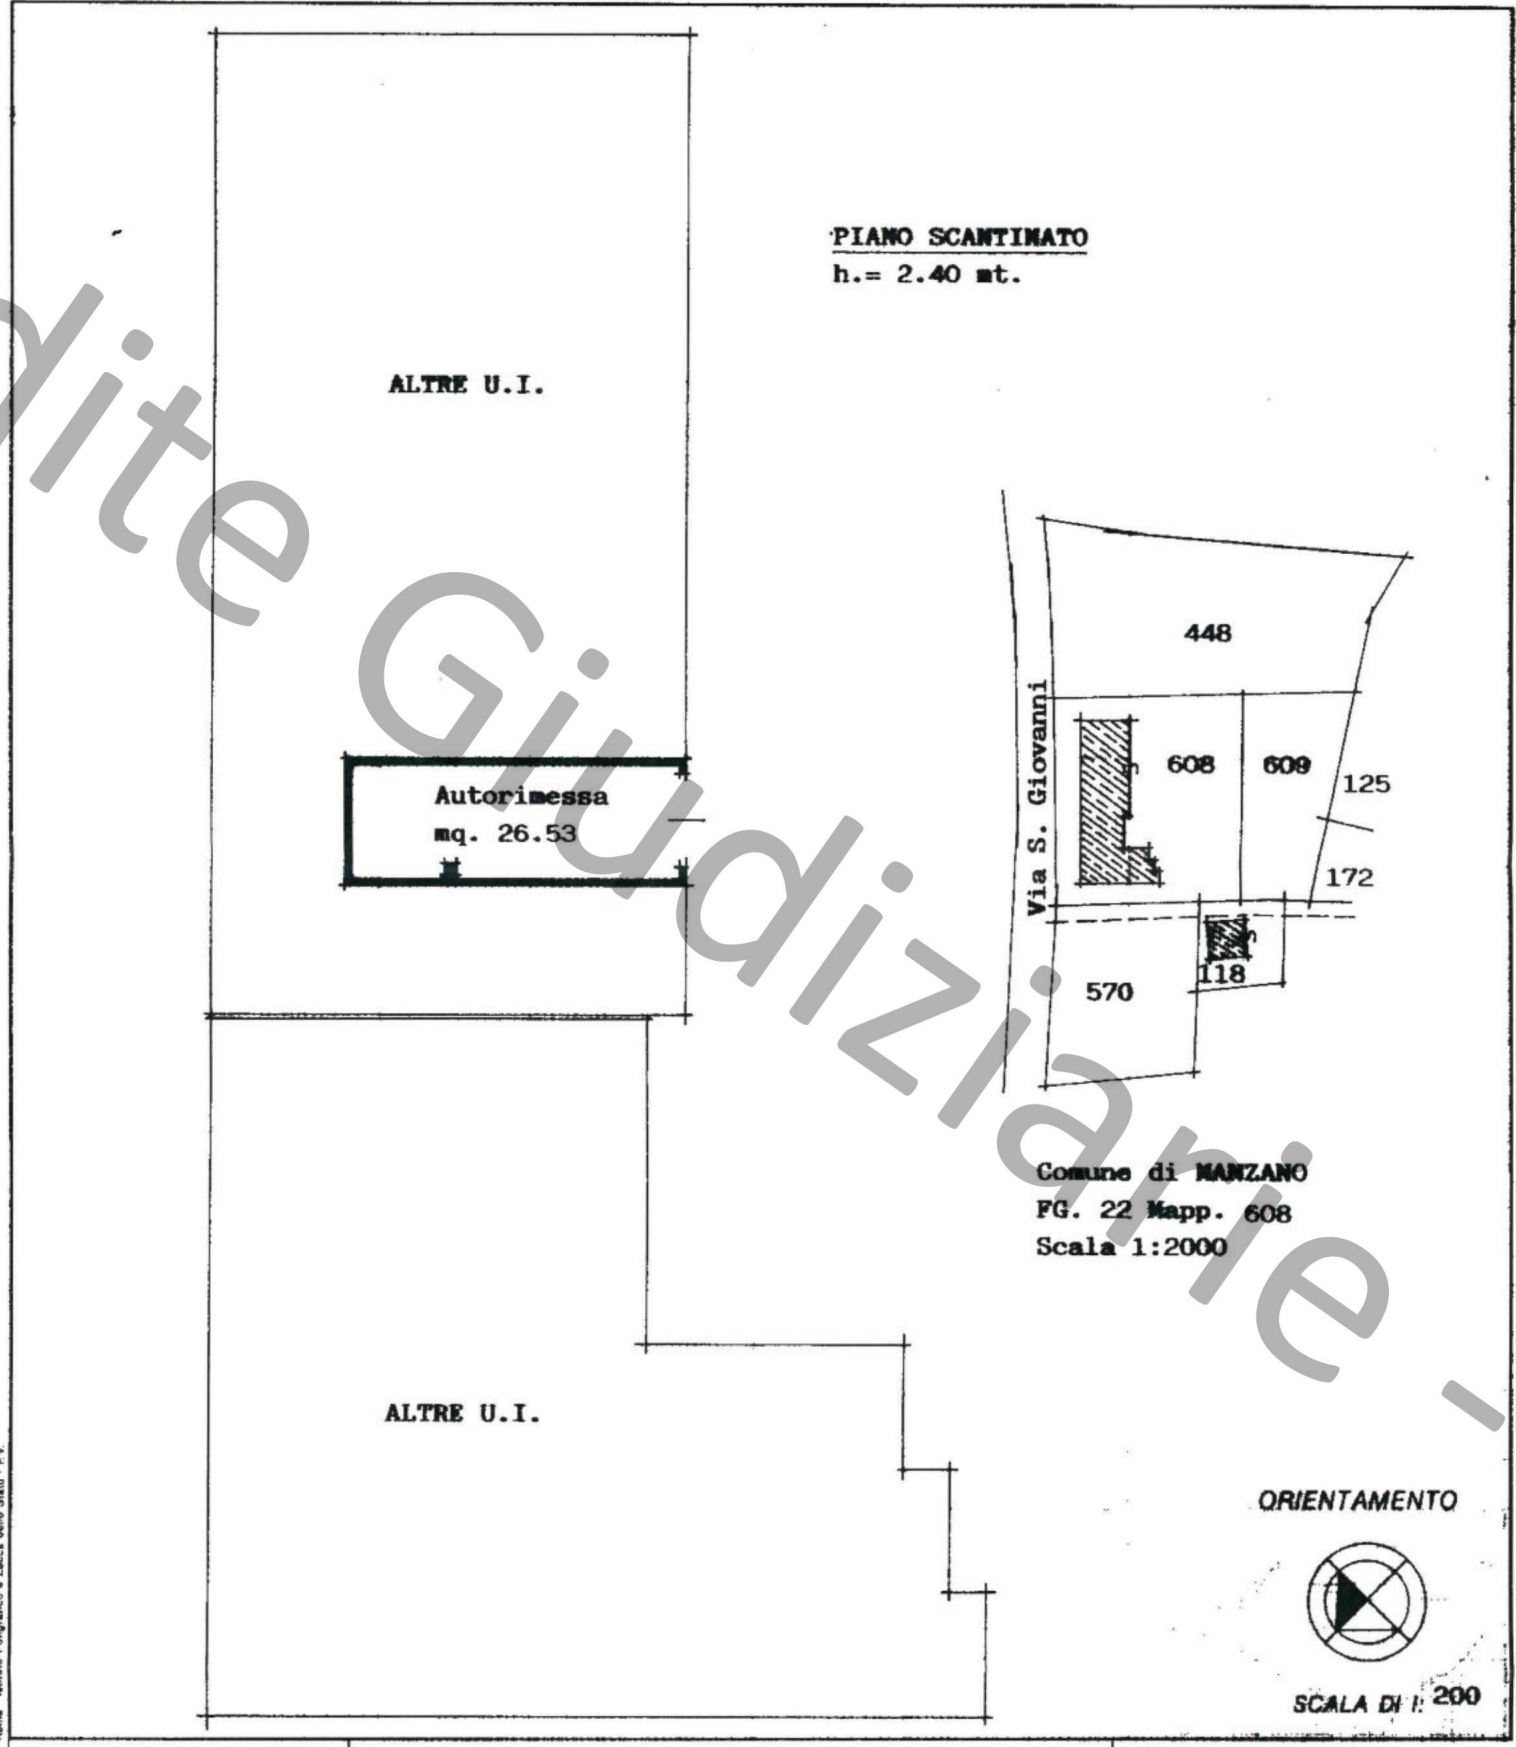 PIANO SCANTINATO
h.= 2.40 mt.
ALTRE U.I.
dite Giudiziarie -
Autorimessa
mq. 26.53
Via S. Giovanni
448
608
609
125
172
118
570
Comune di MANZANO
FG. 22 Mapp. 608
Scala 1:2000
ALTRE U.I.
ORIENTAMENTO
SCALA DI 1: 200